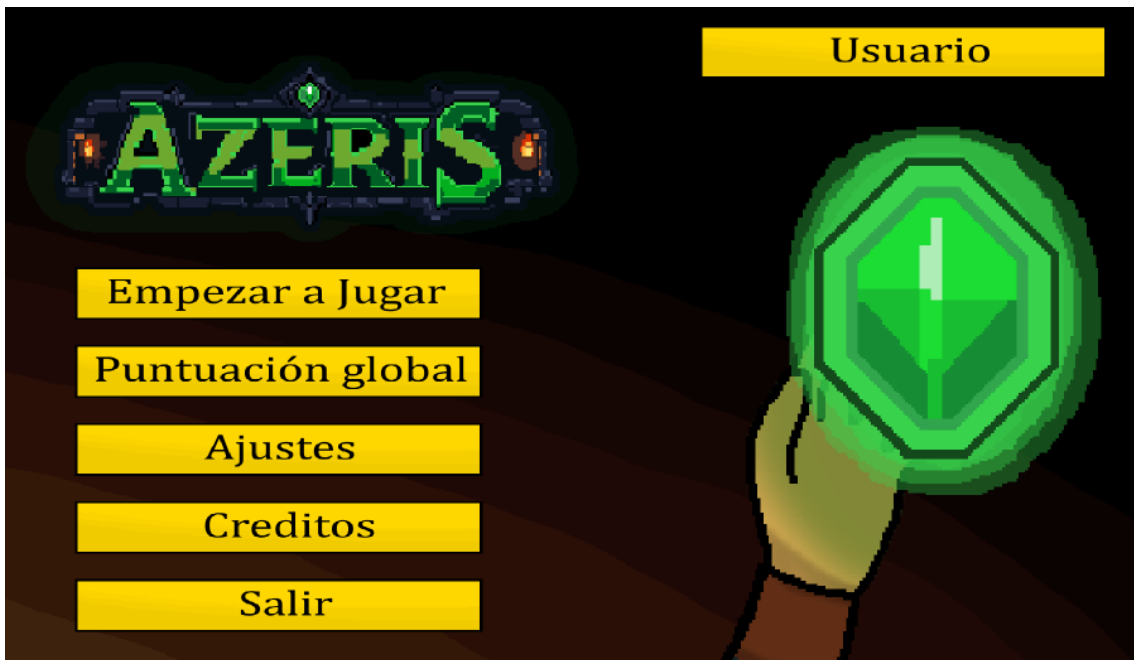 AZERIS
Usuario
Empezar a Jugar
Puntuación global
Ajustes
Creditos
Salir